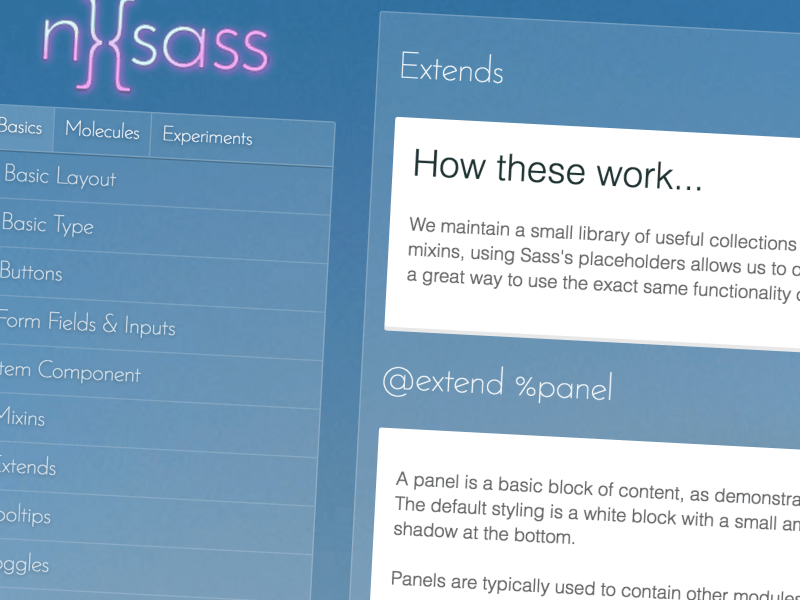 n}{sass
Basics Molecules Experiments
Basic Layout
Basic Type
Buttons
Form Fields & Inputs
Item Component
Mixins
Extends
ooltips
oggles
Extends
How these work...
We maintain a small library of useful collections
mixins, using Sass's placeholders allows us to
a great way to use the exact same functionality
@extend %panel
A panel is a basic block of content, as demonstra
The default styling is a white block with a small
shadow at the bottom.
Panels are typically used to contain other modules